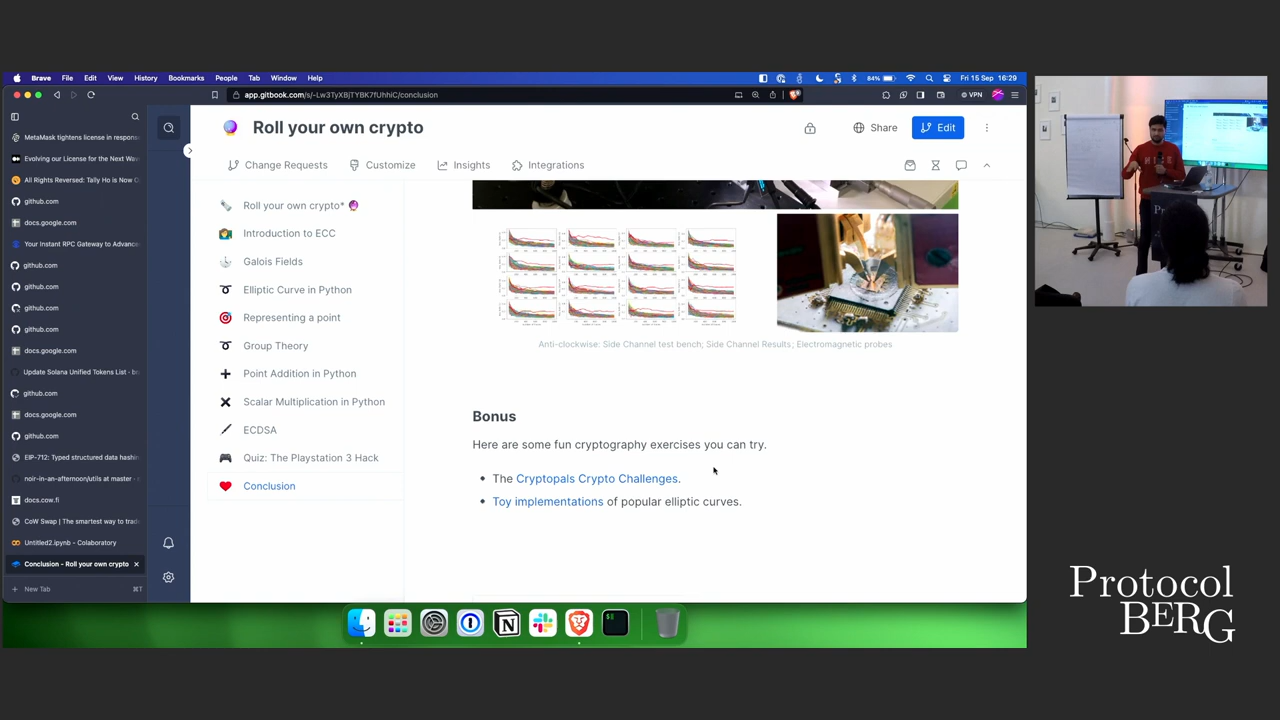 Brave File Edit View History Bookmarks People Tab Window Help
84% Fri 15 Sep 16:29
app.gitbook.com/s/-Lw3TyXBjTYBK7fUhhIC/conclusion
VPN
MetaMask tightens license in respons
Evolving our License for the Next Wav
All Rights Reversed: Tally Ho is Now O
github.com
docs.google.com
Your Instant RPC Gateway to Advance
github.com
github.com
github.com
github.com
docs.google.com
Update Solana Unified Tokens List · bu
github.com
docs.google.com
github.com
EIP-712: Typed structured data hashin
noir-in-an-afternoon/utils at master ·
docs.cow.fi
CoW Swap | The smartest way to trad
Untitled2.ipynb - Colaboratory
Conclusion - Roll your own crypto
New Tab ⌘T
Roll your own crypto
Share
Edit
Change Requests
Customize
Insights
Integrations
Roll your own crypto*
Introduction to ECC
Galois Fields
Elliptic Curve in Python
Representing a point
Group Theory
Point Addition in Python
Scalar Multiplication in Python
ECDSA
Quiz: The Playstation 3 Hack
Conclusion
Anti-clockwise: Side Channel test bench; Side Channel Results; Electromagnetic probes
Bonus
Here are some fun cryptography exercises you can try.
The Cryptopals Crypto Challenges.
Toy implementations of popular elliptic curves.
Protocol
BERG